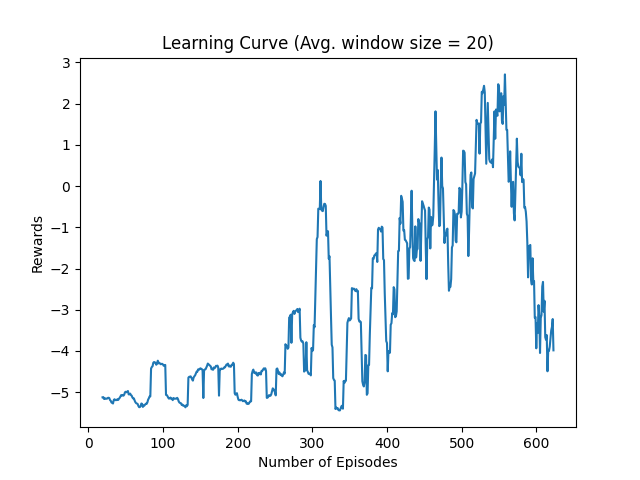 Learning Curve (Avg. window size = 20)
3
2
1
0
−1
−2
−3
−4
−5
Rewards
0 100 200 300 400 500 600
Number of Episodes